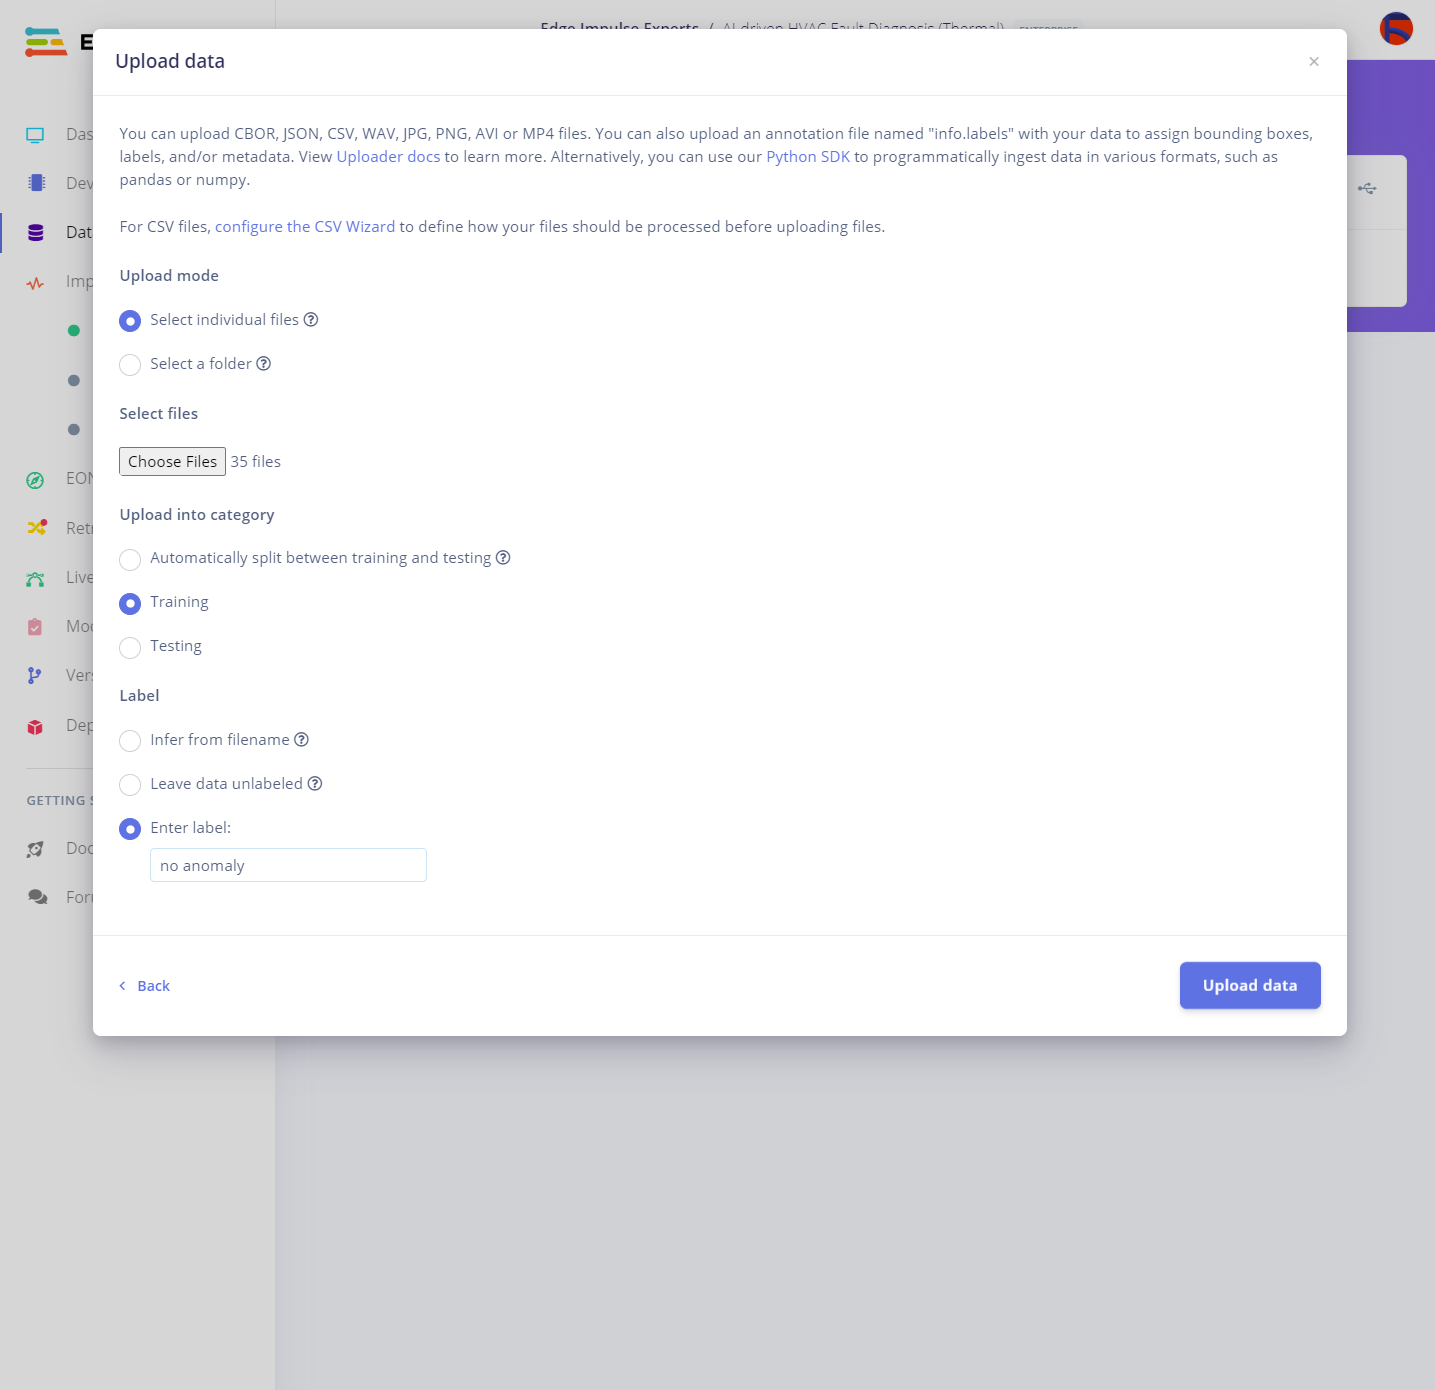 Edge Impulse Experts / AI-driven HVAC Fault Diagnosis (Thermal) ENTERPRISE
E
Upload data
×
You can upload CBOR, JSON, CSV, WAV, JPG, PNG, AVI or MP4 files. You can also upload an annotation file named "info.labels" with your data to assign bounding boxes,
labels, and/or metadata. View Uploader docs to learn more. Alternatively, you can use our Python SDK to programmatically ingest data in various formats, such as
pandas or numpy.
For CSV files, configure the CSV Wizard to define how your files should be processed before uploading files.
Upload mode
Select individual files
Select a folder
Select files
Choose Files 35 files
Upload into category
Automatically split between training and testing
Training
Testing
Label
Infer from filename
Leave data unlabeled
Enter label:
no anomaly
Back
Upload data
Das
Dev
Dat
Imp
EON
Retr
Live
Mod
Vers
Dep
GETTING S
Doc
Foru